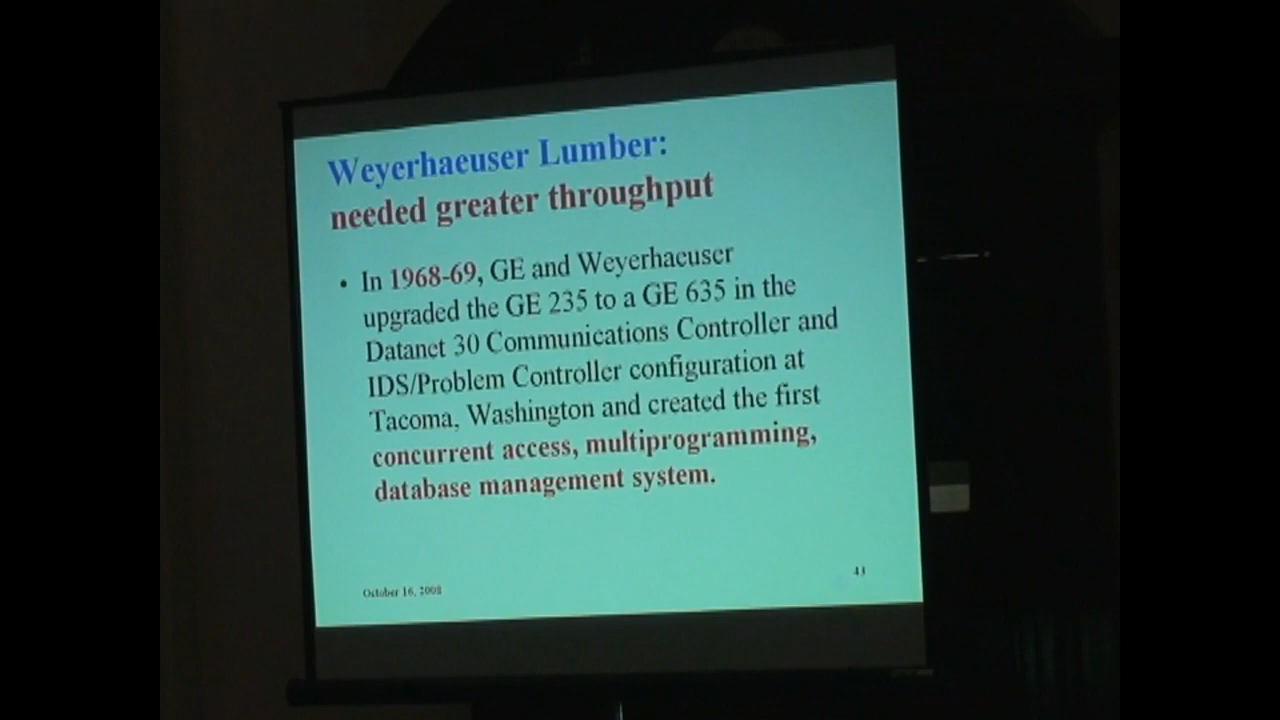 Weyerhaeuser Lumber:
needed greater throughput
• In 1968-69, GE and Weyerhaeuser
upgraded the GE 235 to a GE 635 in the
Datanet 30 Communications Controller and
IDS/Problem Controller configuration at
Tacoma, Washington and created the first
concurrent access, multiprogramming,
database management system.
October 16, 2008
43